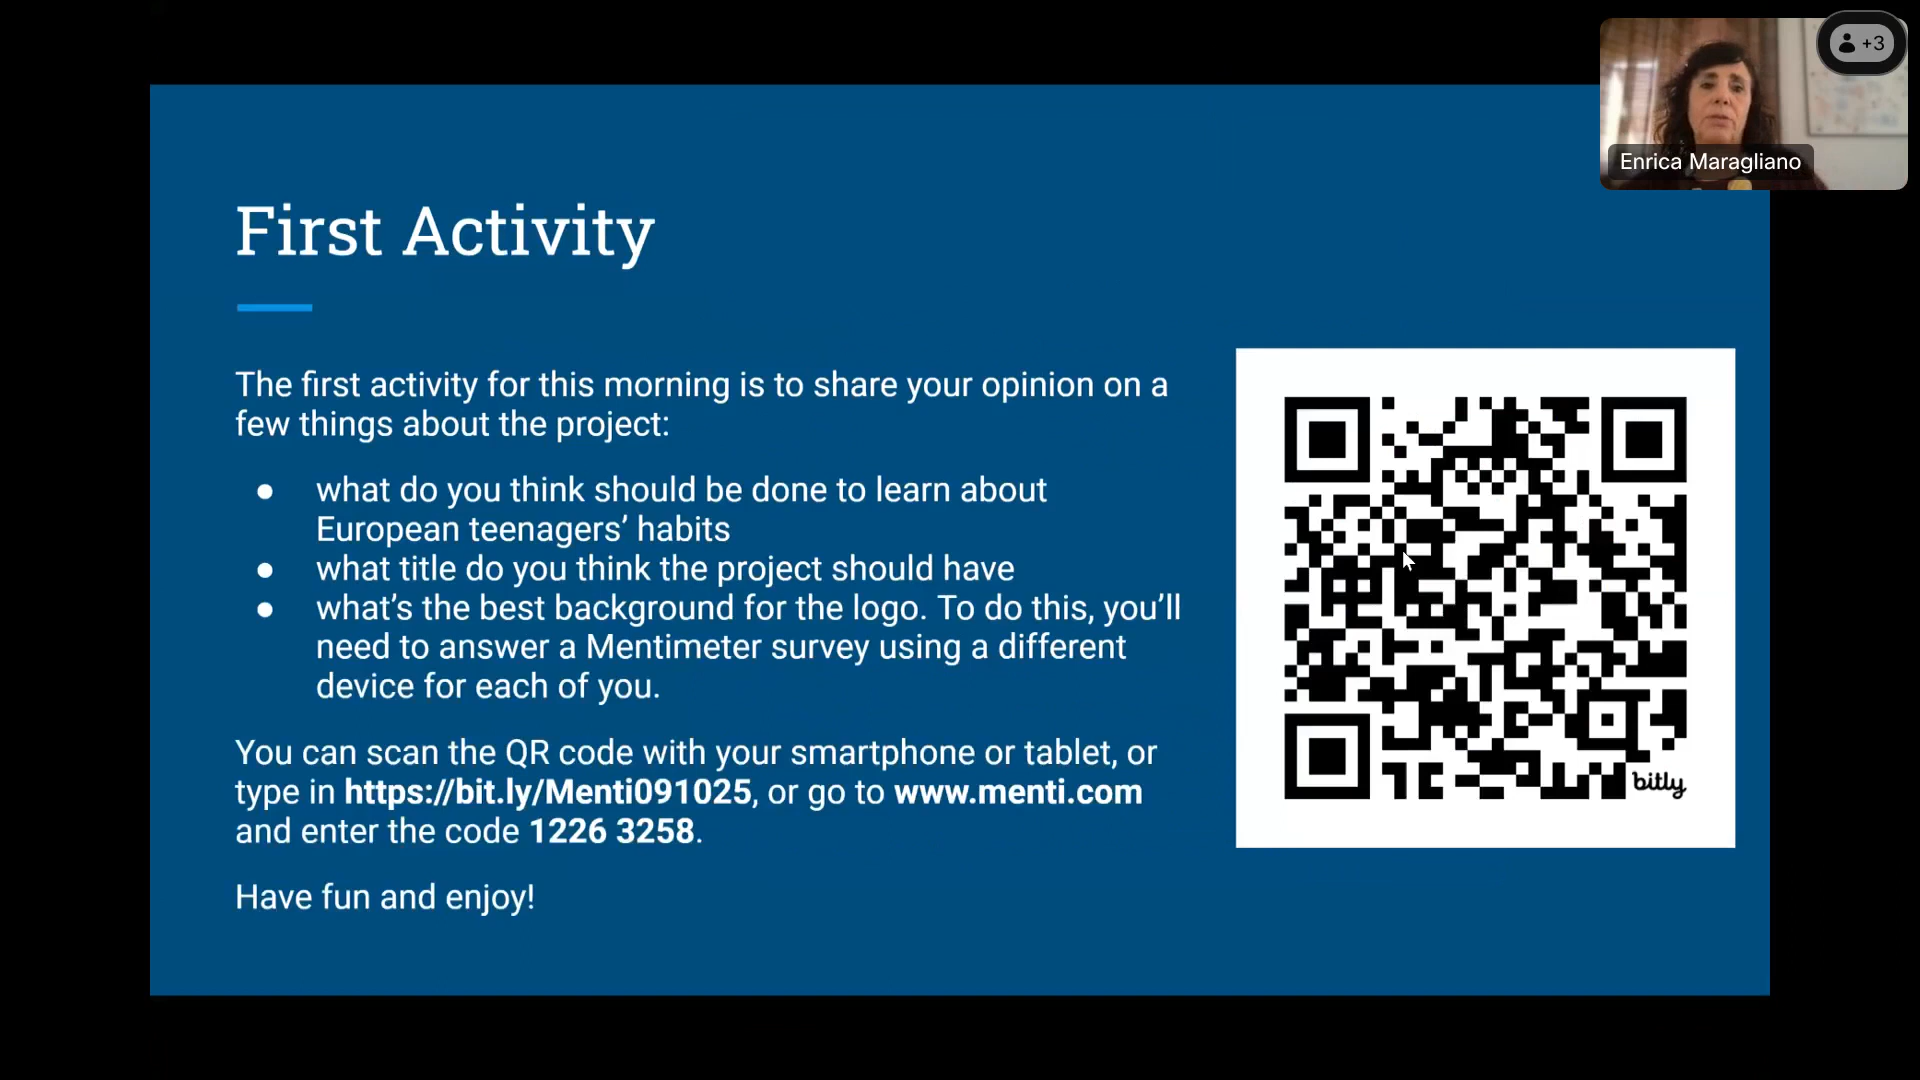 +3
Enrica Maragliano
First Activity
The first activity for this morning is to share your opinion on a
few things about the project:
● what do you think should be done to learn about
European teenagers’ habits
● what title do you think the project should have
● what’s the best background for the logo. To do this, you’ll
need to answer a Mentimeter survey using a different
device for each of you.
You can scan the QR code with your smartphone or tablet, or
type in https://bit.ly/Menti091025, or go to www.menti.com
and enter the code 1226 3258.
Have fun and enjoy!
bitly